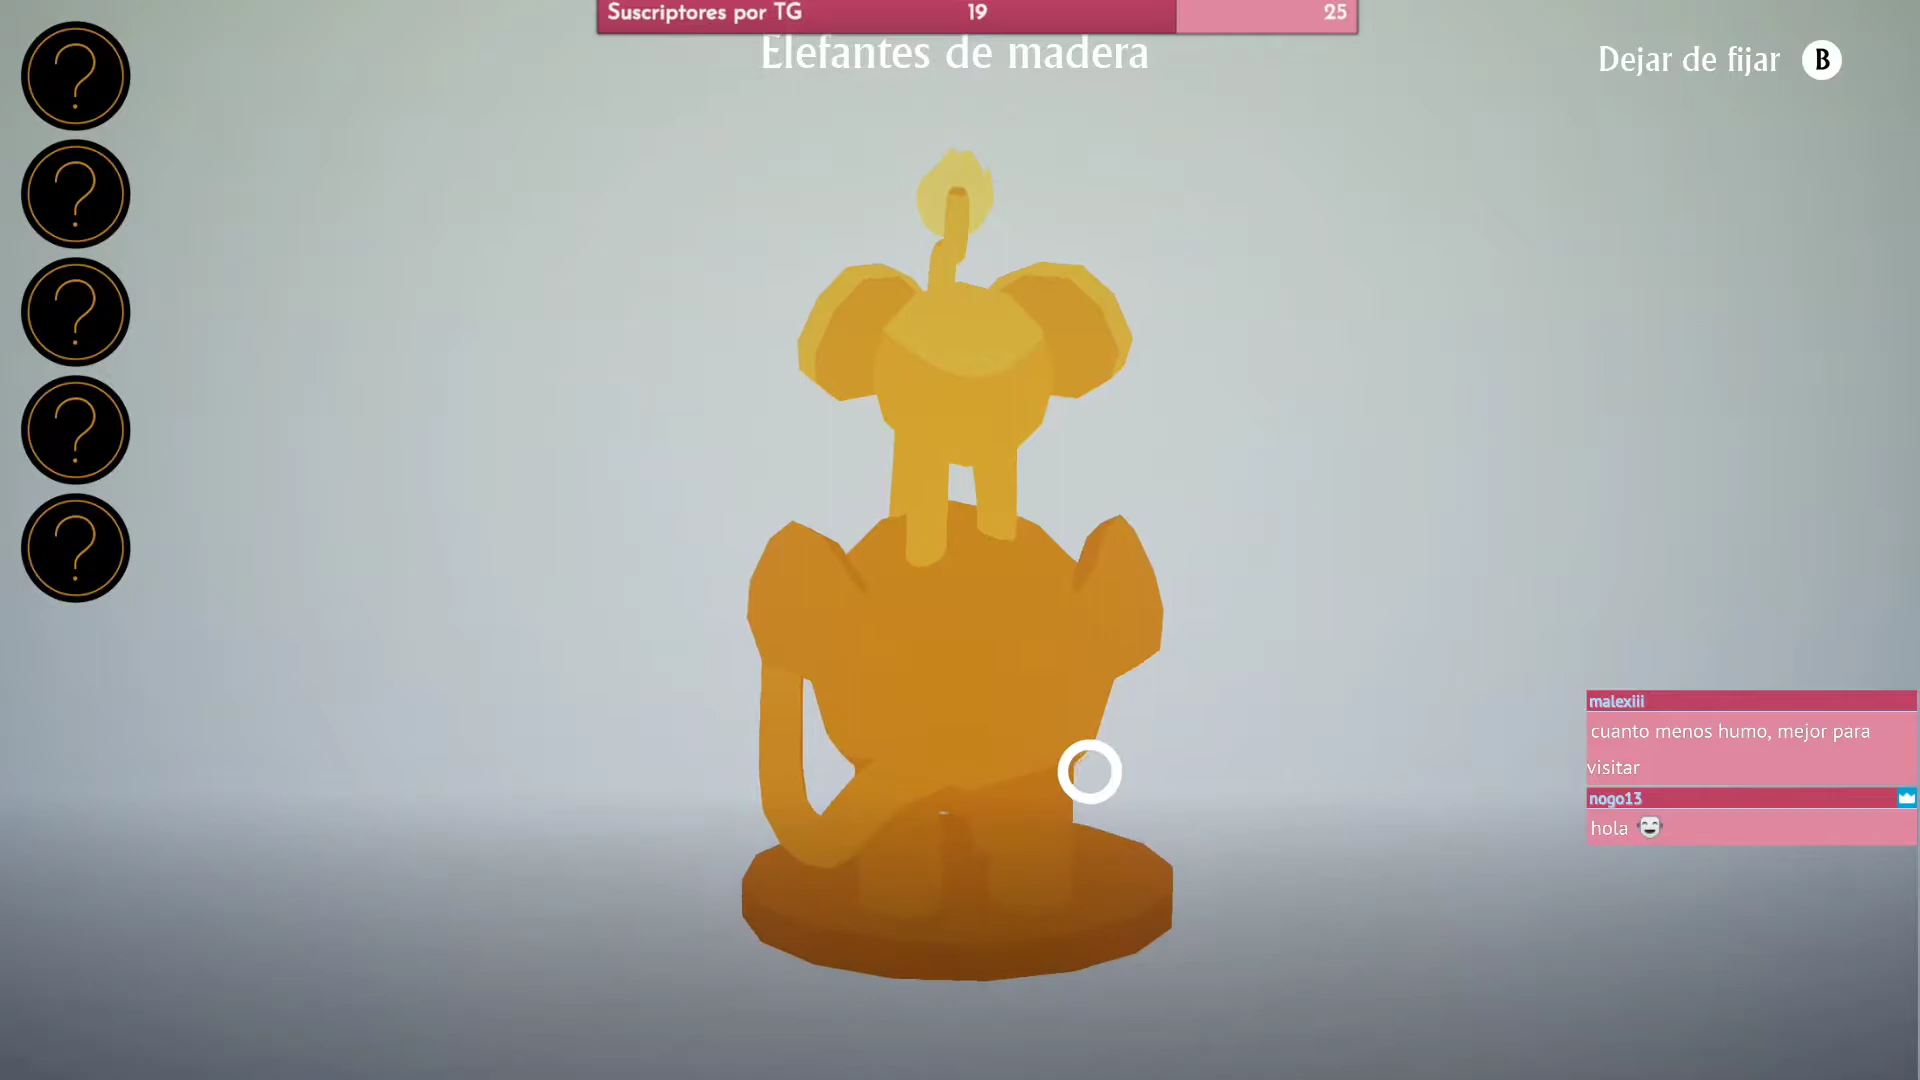 Suscriptores por TG 19 25
Elefantes de madera
Dejar de fijar B
?
?
?
?
?
malexiii
cuanto menos humo, mejor para
visitar
nogo13
hola